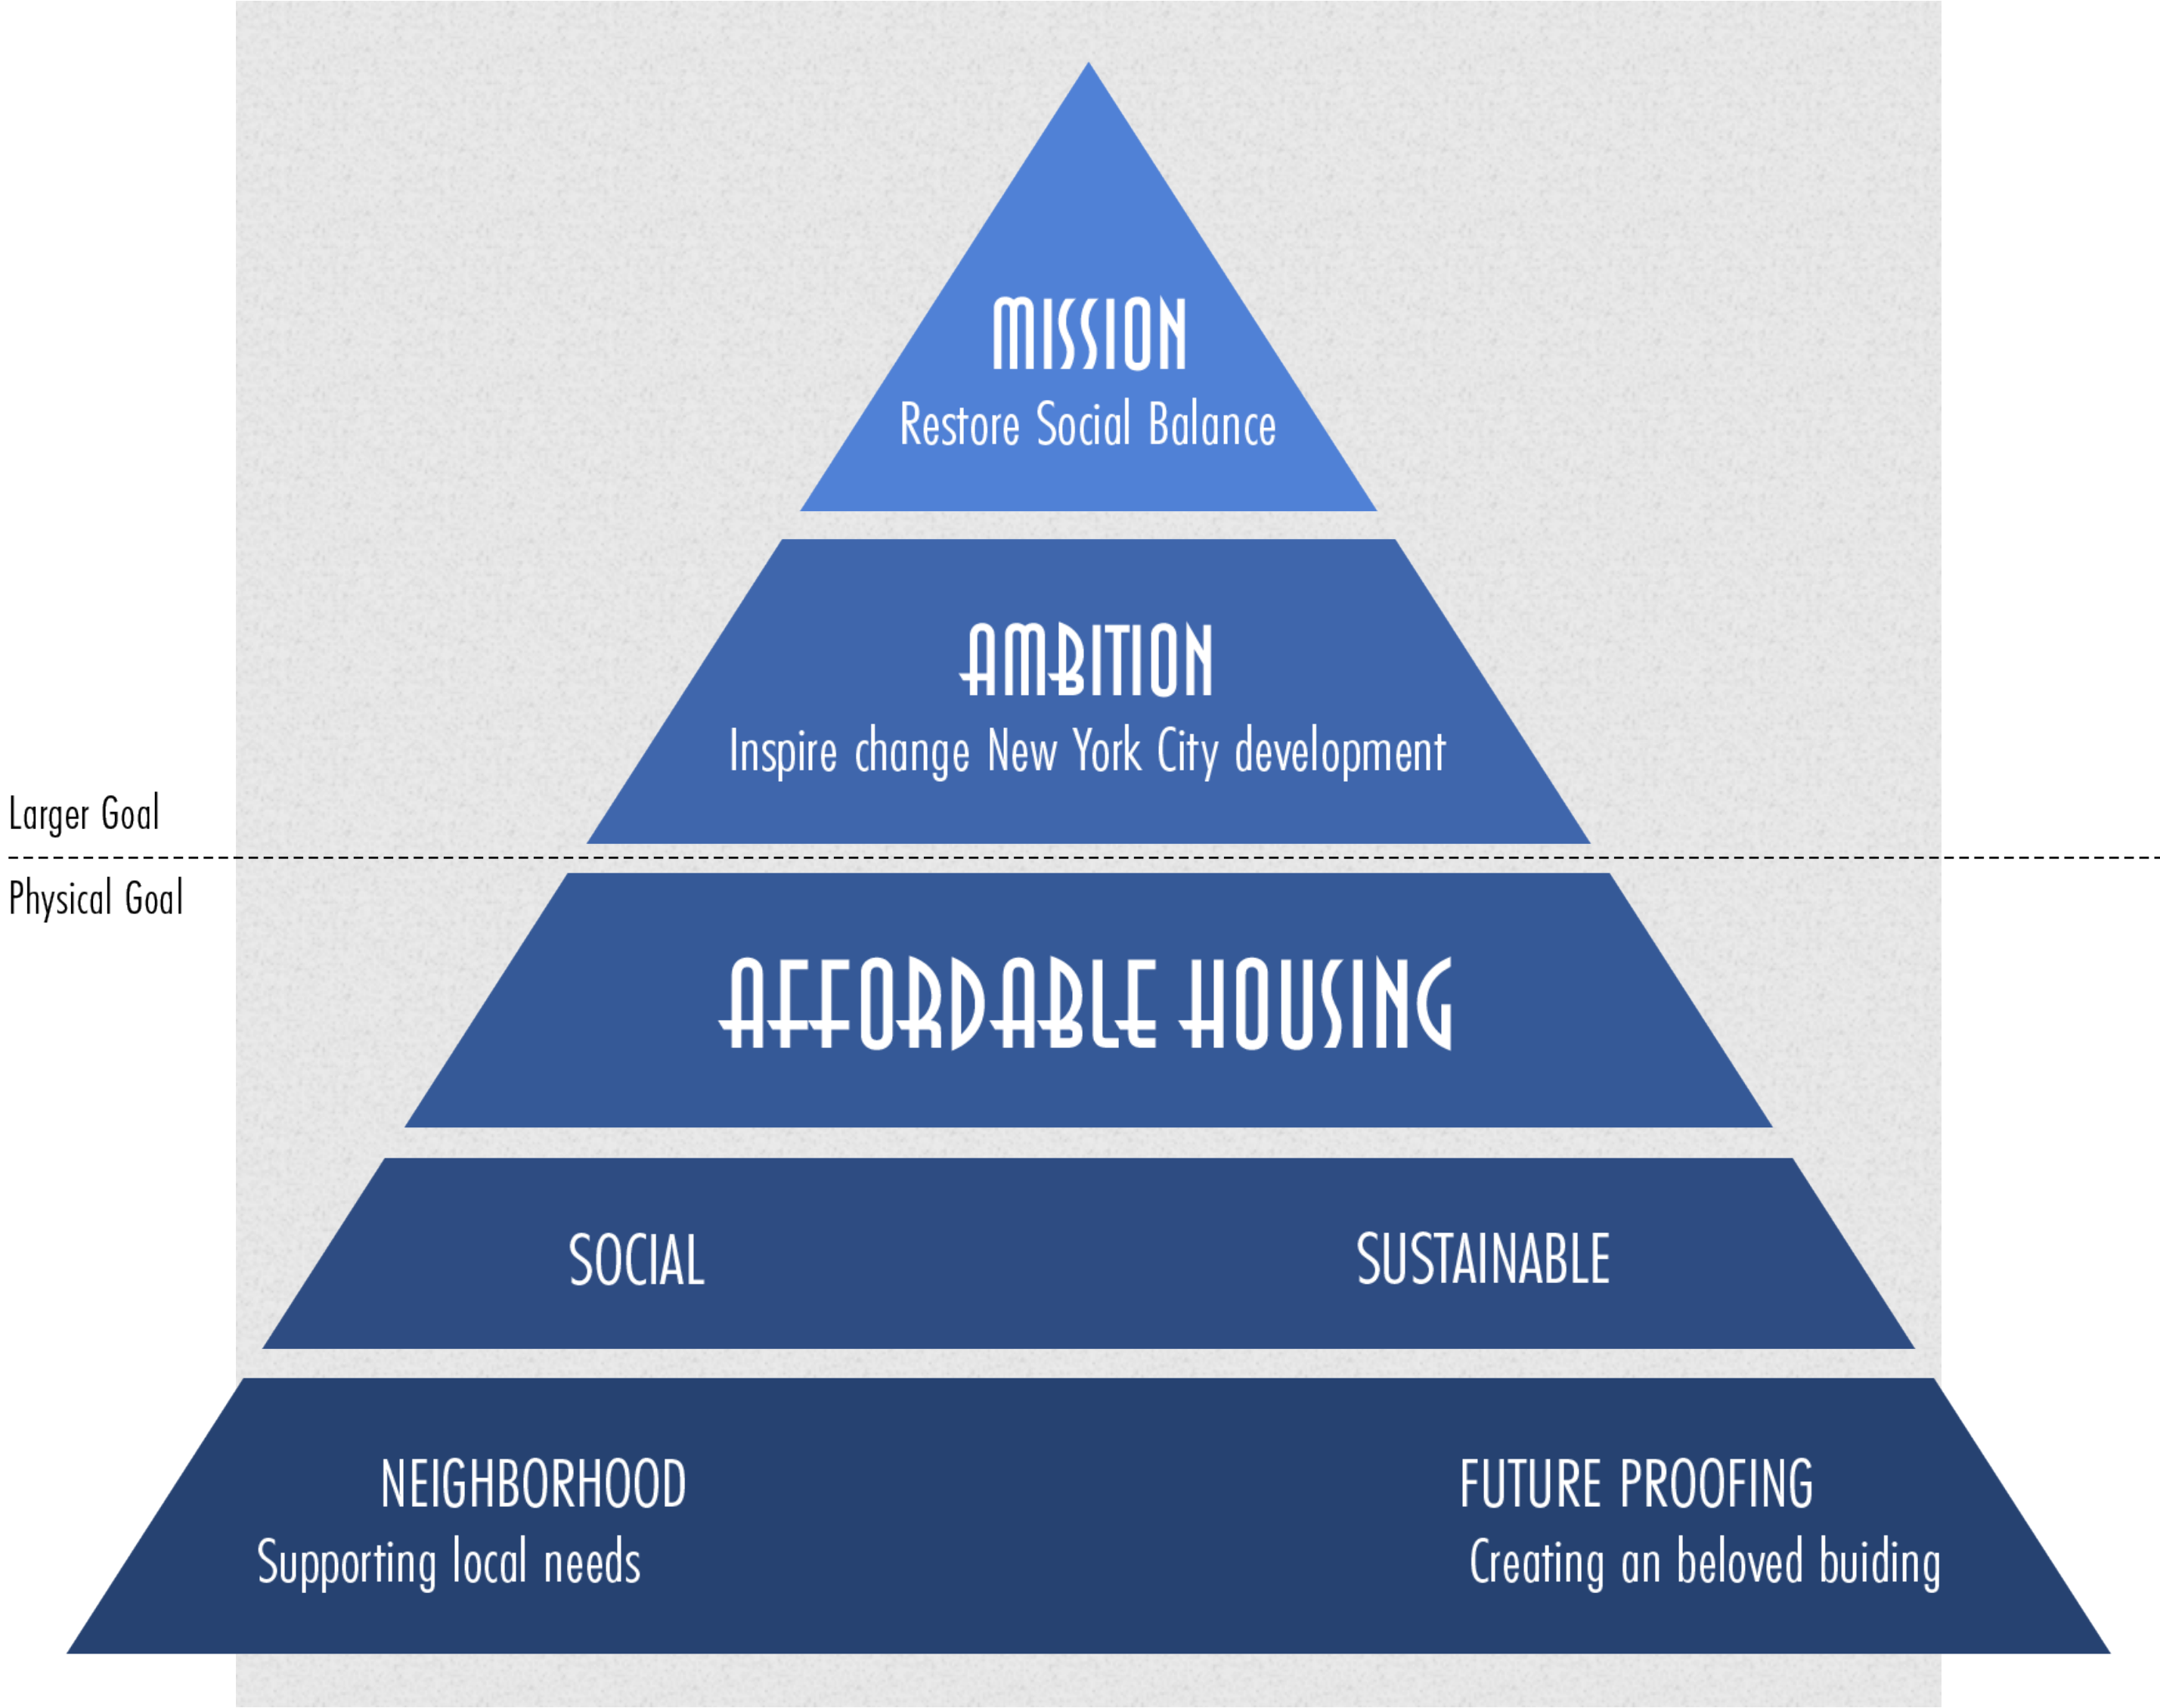 MISSION
Restore Social Balance
AMBITION
Inspire change New York City development
Larger Goal
Physical Goal
AFFORDABLE HOUSING
SOCIAL
SUSTAINABLE
NEIGHBORHOOD
Supporting local needs
FUTURE PROOFING
Creating an beloved buiding